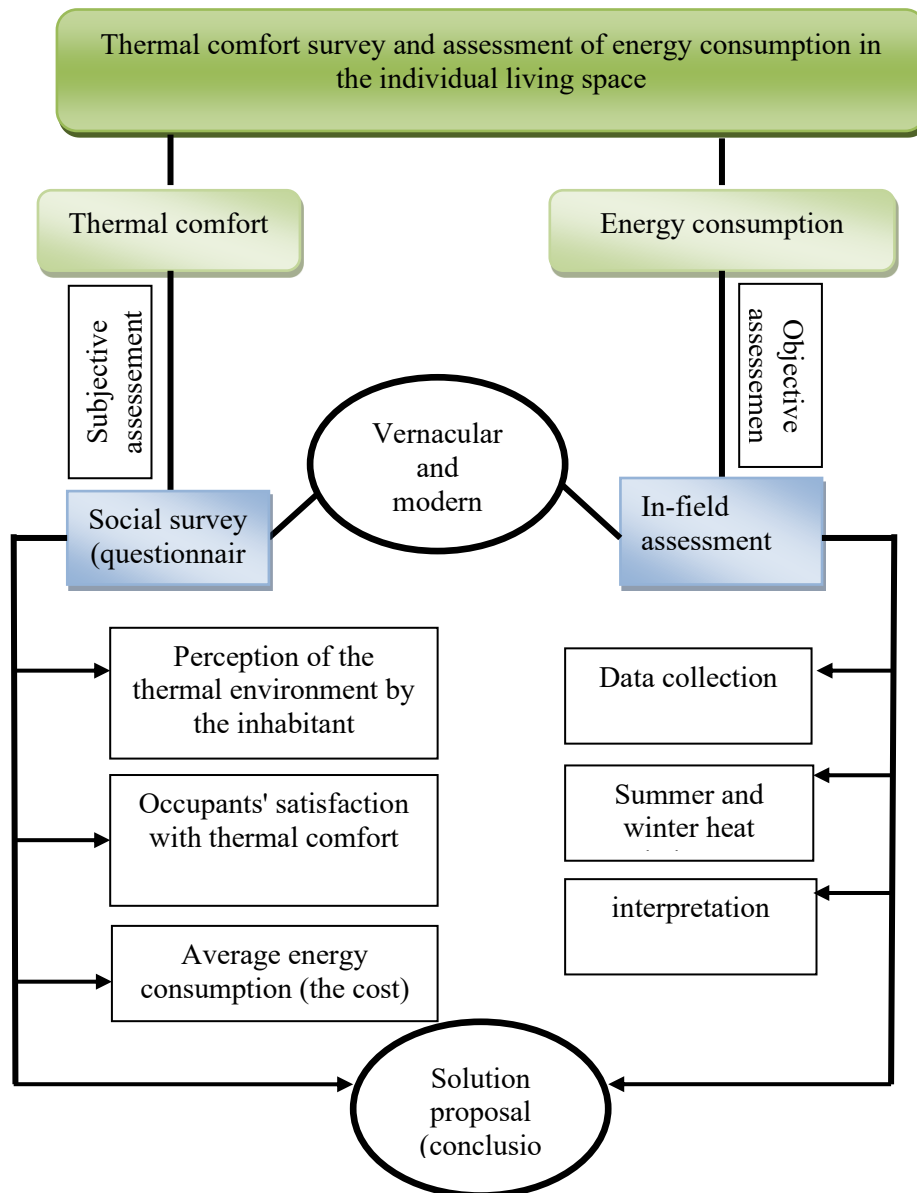 Thermal comfort survey and assessment of energy consumption in
the individual living space
Thermal comfort
Energy consumption
Subjective
assessement
Objective
assessemen
Vernacular
and
modern
Social survey
(questionnair
In-field
assessment
Perception of the
thermal environment by
the inhabitant
Data collection
Occupants' satisfaction
with thermal comfort
Summer and
winter heat
interpretation
Average energy
consumption (the cost)
Solution
proposal
(conclusio